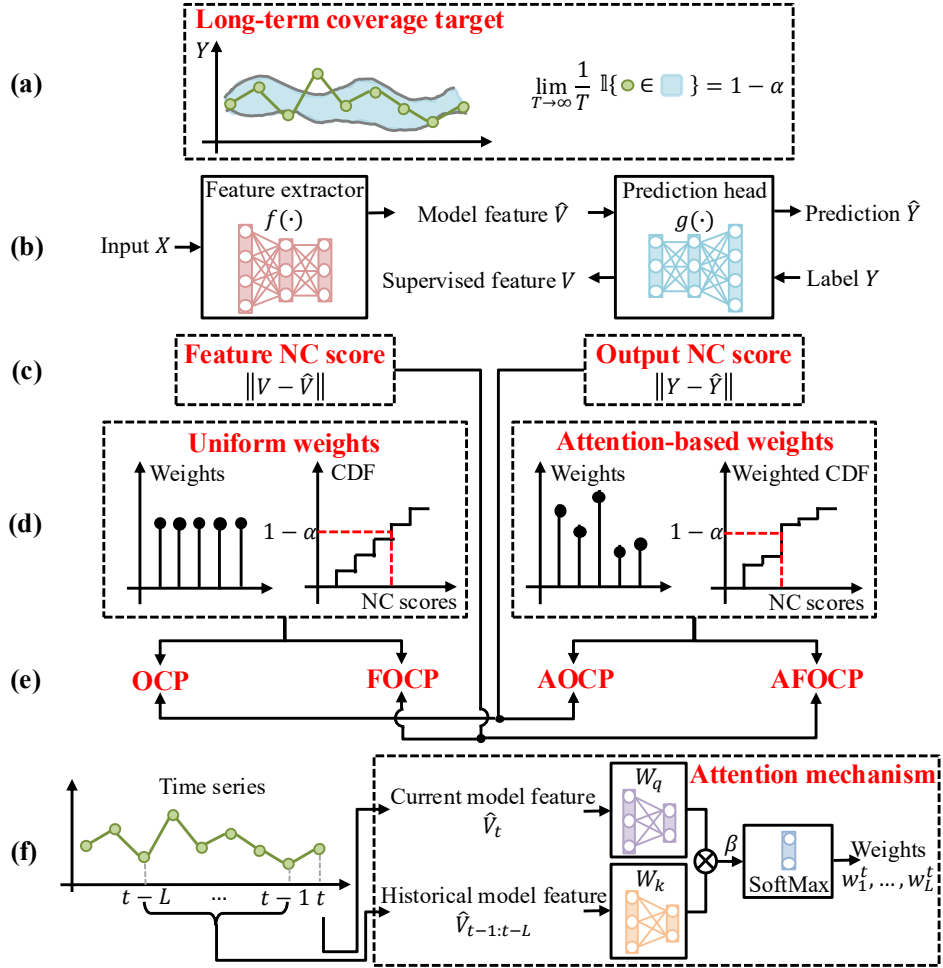 (a)
Long-term coverage target
Y
lim T→∞ 1/T 𝕀{ ∈ } = 1 − α
(b)
Input X
Feature extractor
f(·)
Model feature V̂
Supervised feature V
Prediction head
g(·)
Prediction Ŷ
Label Y
(c)
Feature NC score
‖V − V̂‖
Output NC score
‖Y − Ŷ‖
(d)
Uniform weights
Weights
CDF
1 − α
NC scores
Attention-based weights
Weights
Weighted CDF
1 − α
NC scores
(e)
OCP
FOCP
AOCP
AFOCP
(f)
Time series
t − L
...
t − 1
t
Attention mechanism
Current model feature
V̂_t
Historical model feature
V̂_{t−1:t−L}
W_q
W_k
β
SoftMax
Weights
w_1^t, ..., w_L^t